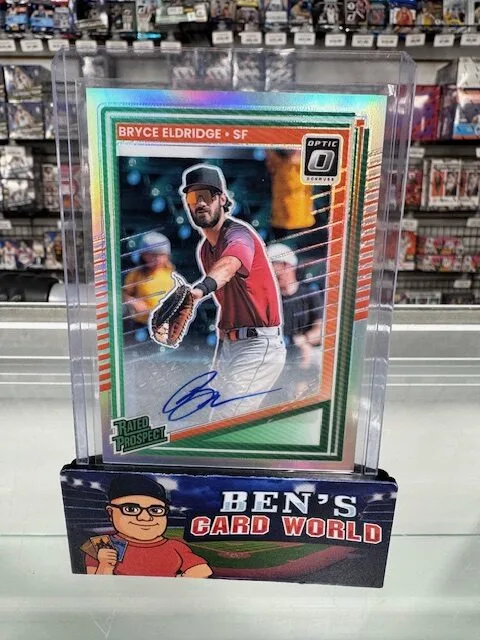 BRYCE ELDRIDGE • SF
OPTIC
DONRUSS
RATED
PROSPECT
BEN'S
CARD WORLD